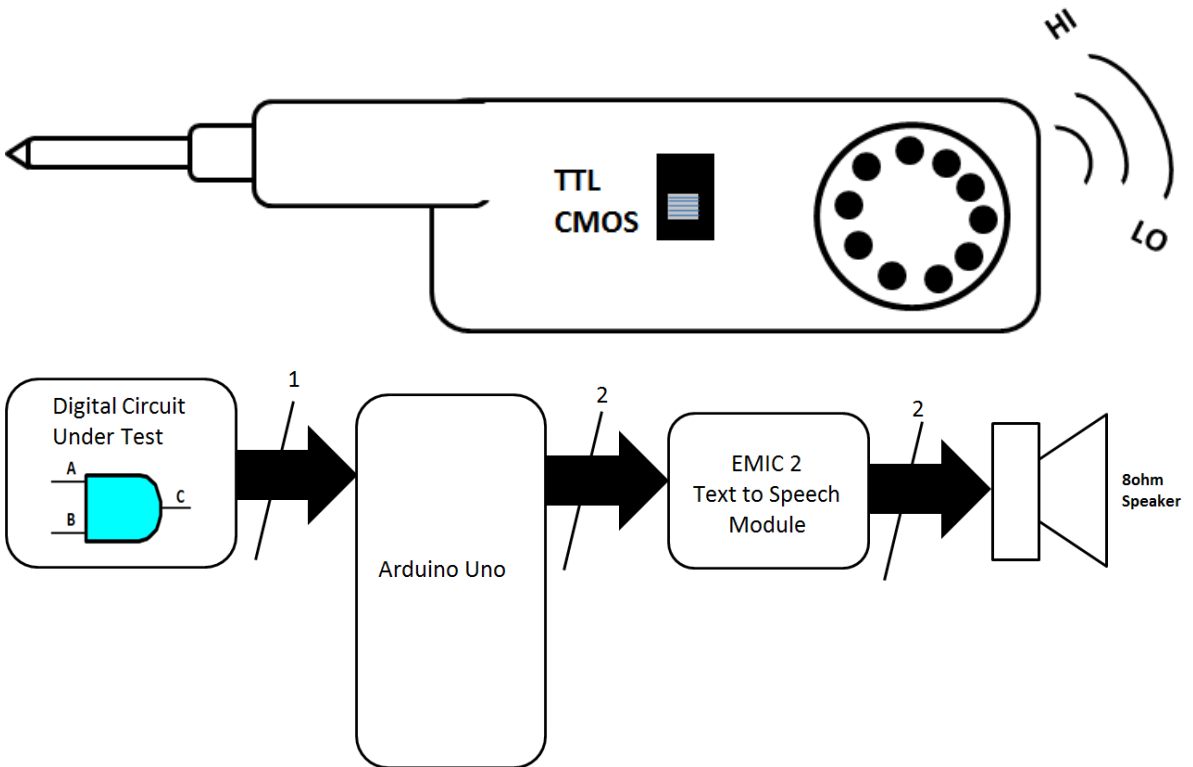 HI
TTL
CMOS
LO
1
2
2
Digital Circuit
Under Test
A
B
C
Arduino Uno
EMIC 2
Text to Speech
Module
8ohm
Speaker